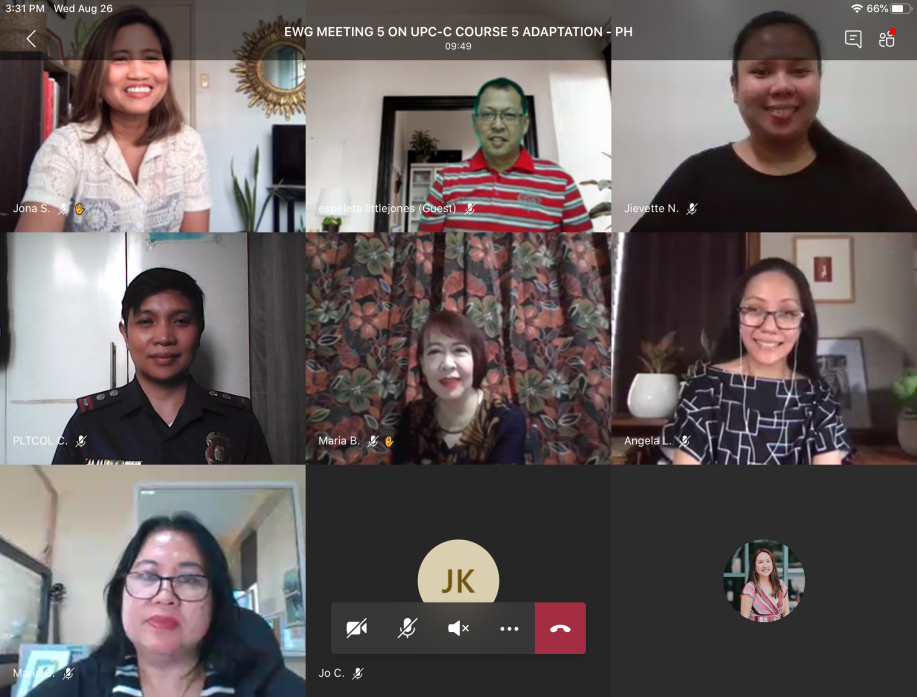 3:31 PM Wed Aug 26
66%
EWG MEETING 5 ON UPC-C COURSE 5 ADAPTATION - PH
09:49
Jona S.
espeleta.littlejones (Guest)
Jievette N.
PLTCOL C.
Maria B.
Angela L.
JK
Jo C.